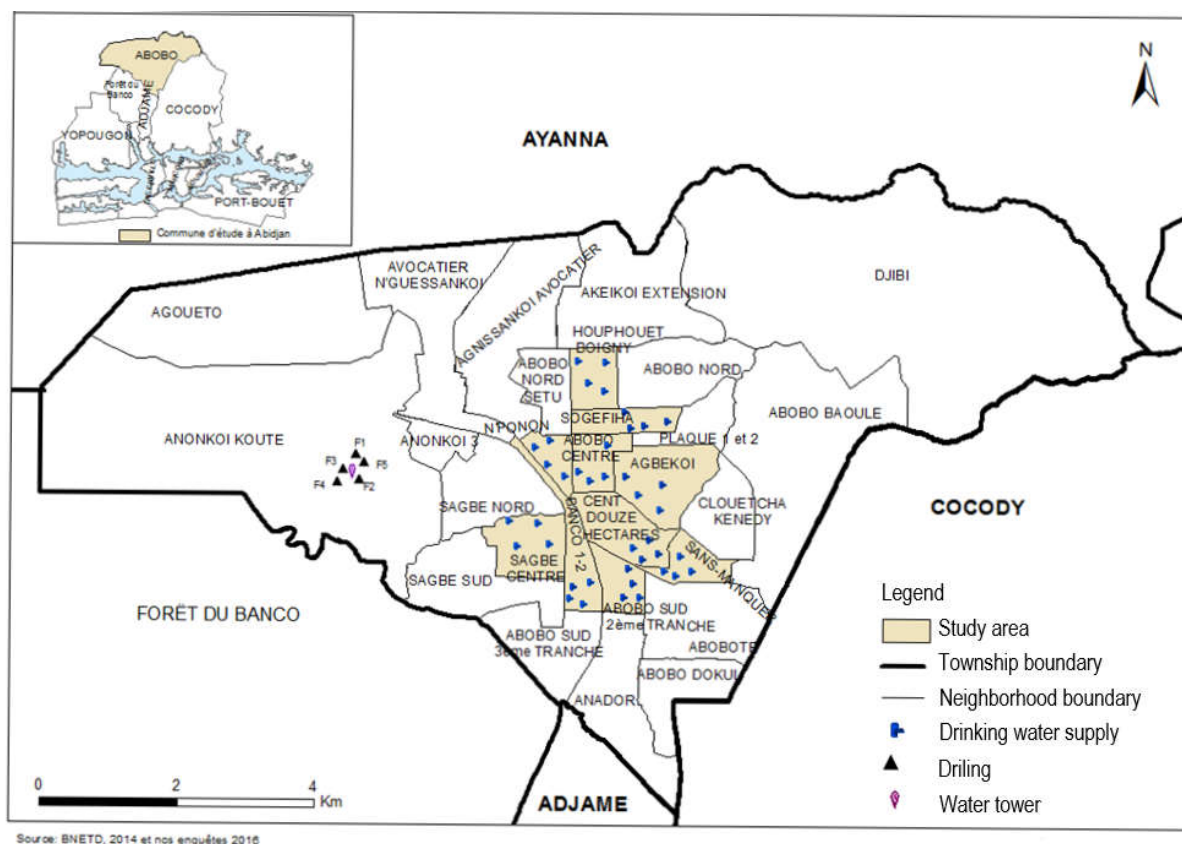 ABOBO
Forêt du
Banco
ADJAME
COCODY
YOPOUGON
PORT-BOUET
Commune d'étude à Abidjan
N
AYANNA
AVOCATIER
N'GUESSANKOI
AGNISSANKOI AVOCATIER
AKEIKOI EXTENSION
DJIBI
AGOUETO
HOUPHOUET
BOIGNY
ABOBO
NORD
SETU
ABOBO NORD
ABOBO BAOULE
SOGEFIHA
N'PONON
PLAQUE 1 et 2
ANONKOI KOUTE
ANONKOI 3
ABOBO
CENTRE
AGBEKOI
F1
F3
F5
F4
F2
SAGBE NORD
CENT
DOUZE
HECTARES
CLOUETCHA
KENEDY
COCODY
BANCO 1-2
SANS-MANQUER
SAGBE
CENTRE
SAGBE SUD
FORÊT DU BANCO
ABOBO SUD
2ème TRANCHE
ABOBO SUD
3ème TRANCHE
ABOBOTE
ABOBO DOKUI
ANADOR
ADJAME
Legend
Study area
Township boundary
Neighborhood boundary
Drinking water supply
Driling
Water tower
0 2 4
Km
Source: BNETD, 2014 et nos enquêtes 2016